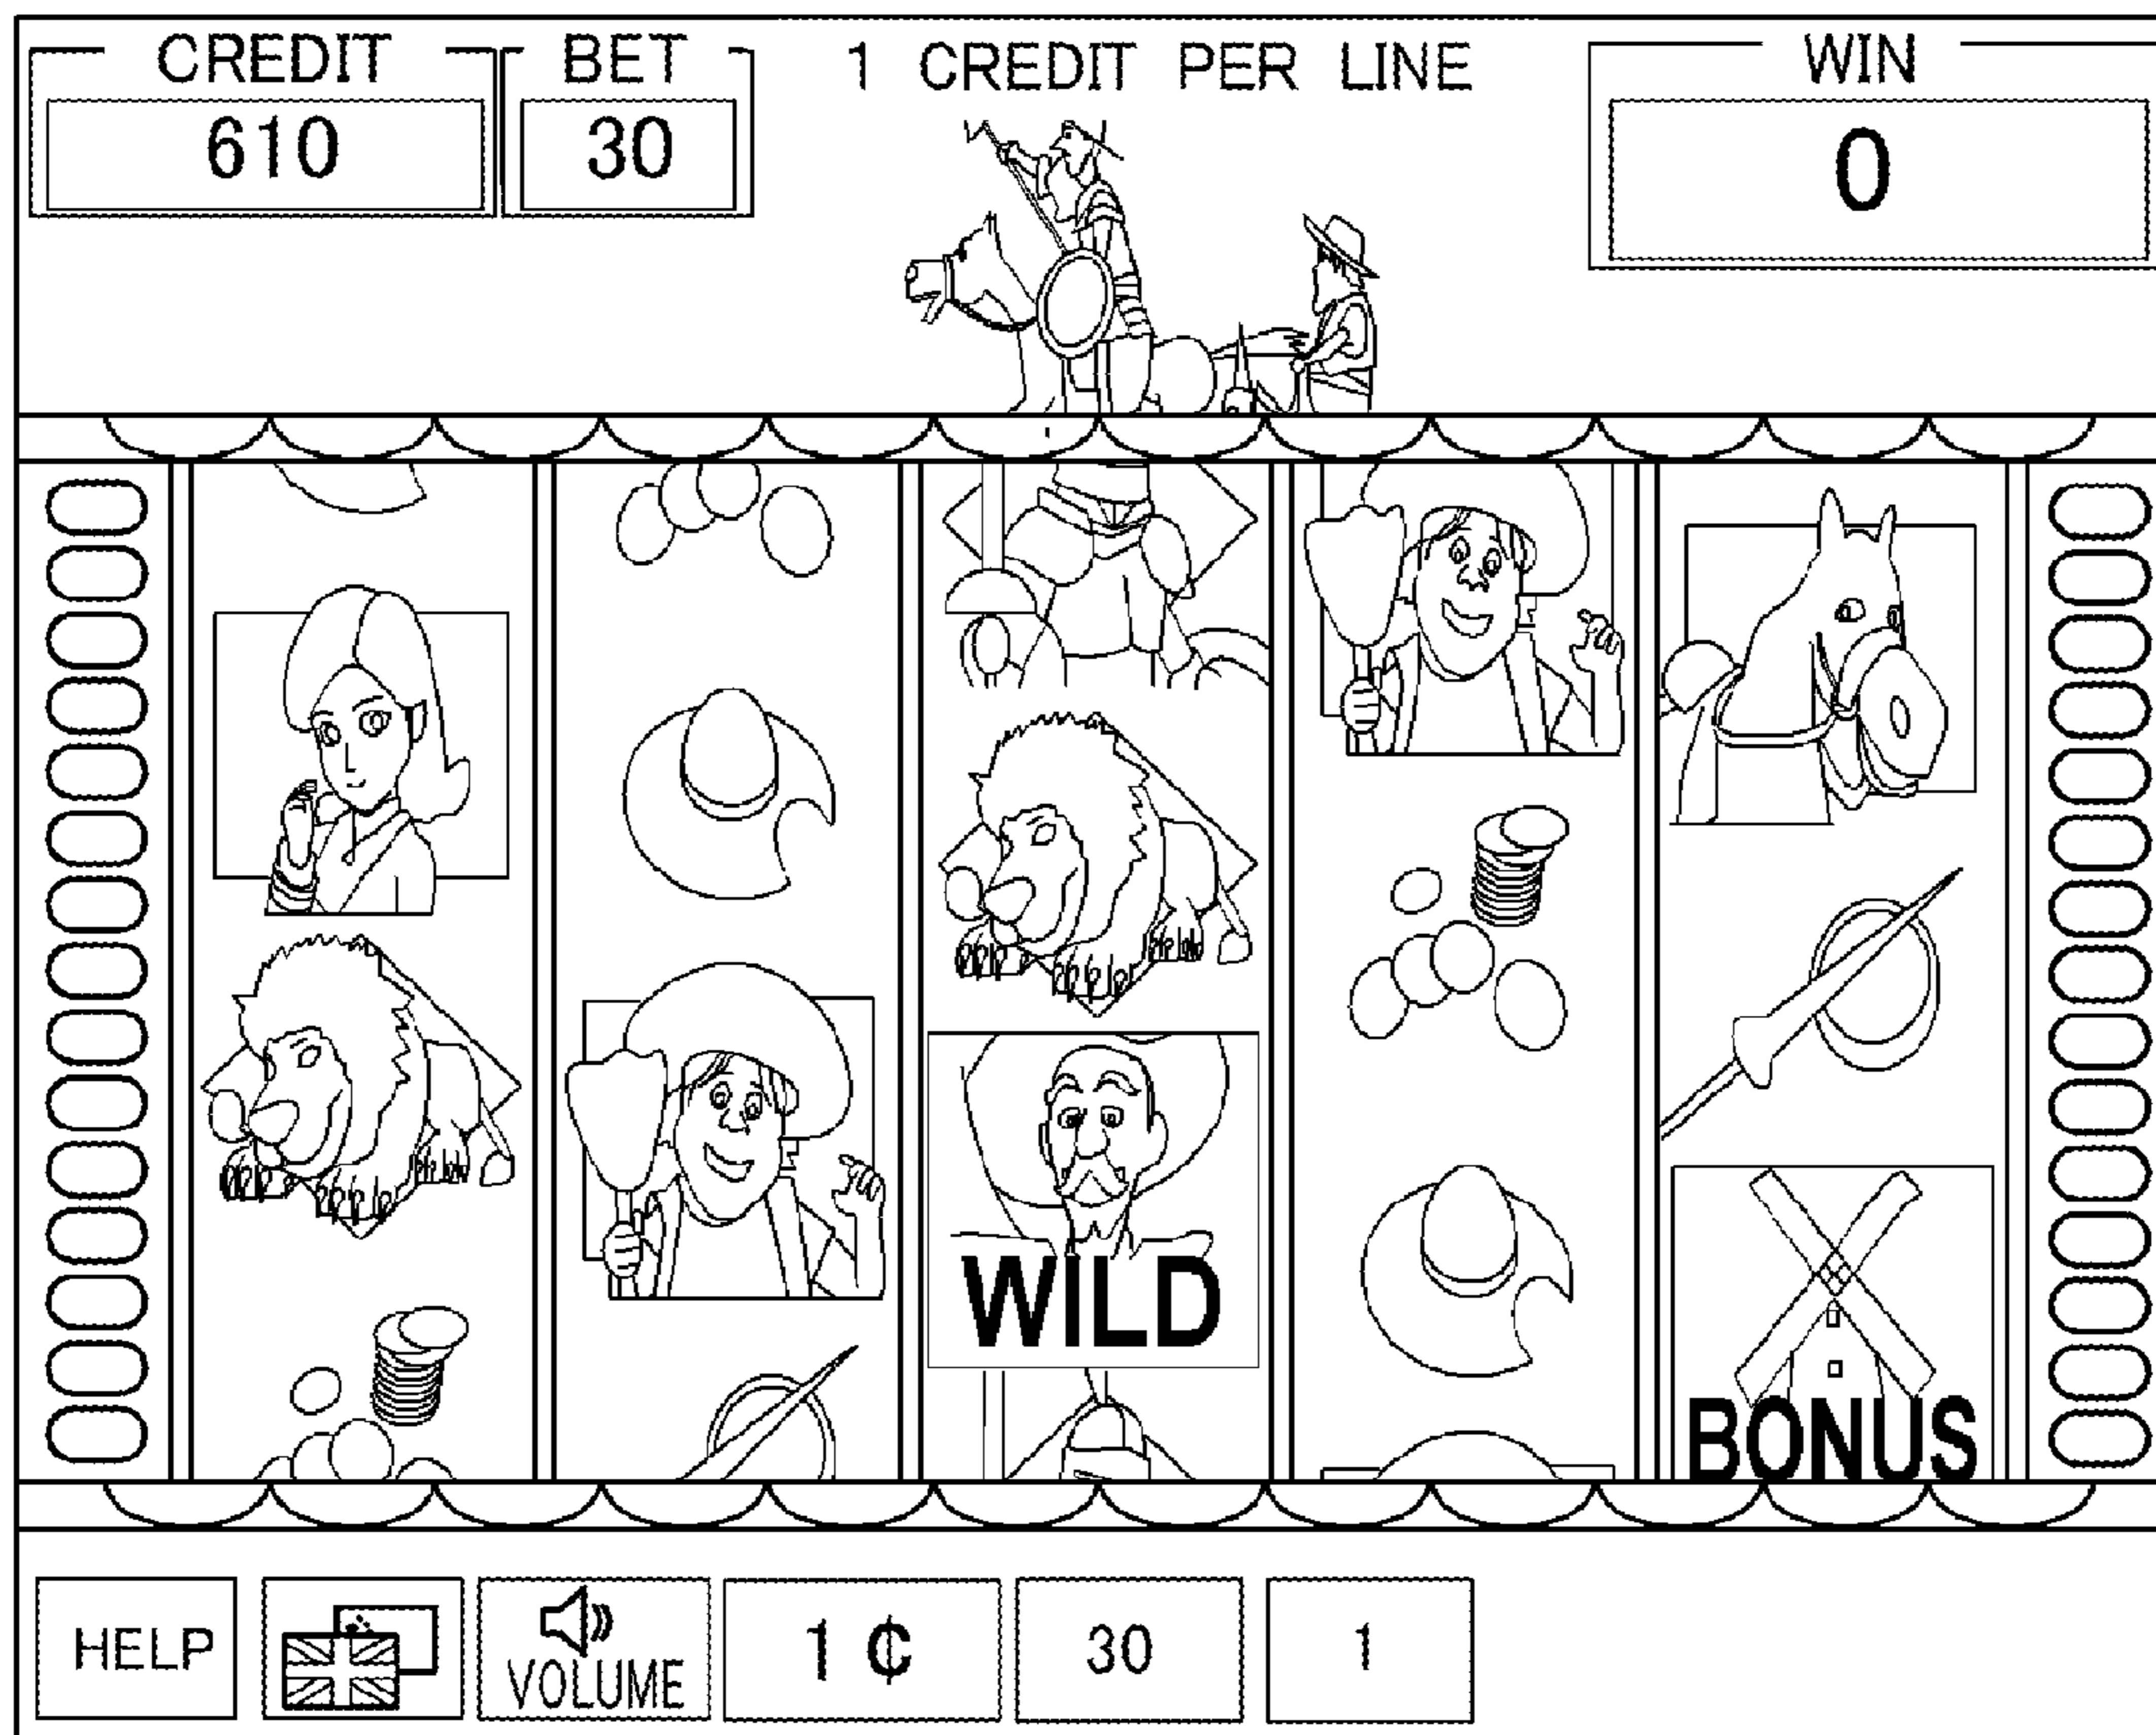 CREDIT
BET
1 CREDIT PER LINE
WIN
610
30
0
WILD
BONUS
HELP
VOLUME
1 ¢
30
1